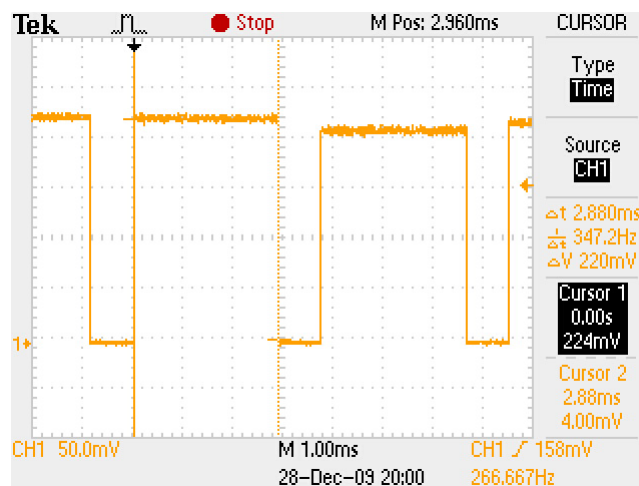 Tek Stop M Pos: 2.960ms CURSOR
Type
Time
Source
CH1
△t 2.880ms
1/△t 347.2Hz
△V 220mV
Cursor 1
0.00s
224mV
Cursor 2
2.88ms
4.00mV
1
CH1 50.0mV M 1.00ms CH1 158mV
28-Dec-09 20:00 266.667Hz